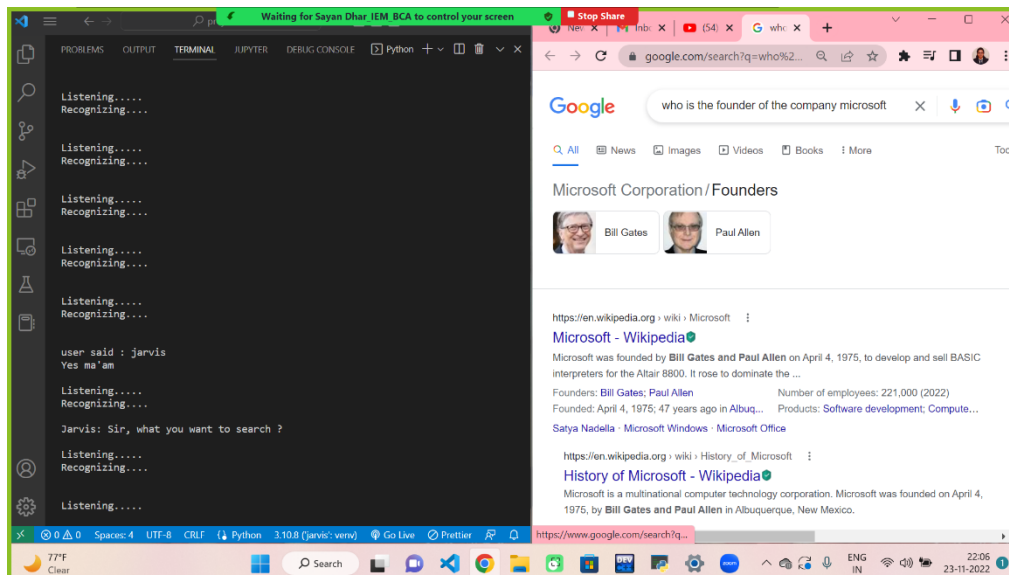 Waiting for Sayan Dhar_IEM_BCA to control your screen
Stop Share
PROBLEMS OUTPUT TERMINAL JUPYTER DEBUG CONSOLE Python
Listening.....
Recognizing....
Listening.....
Recognizing....
Listening.....
Recognizing....
Listening.....
Recognizing....
Listening.....
Recognizing....
user said : jarvis
Yes ma'am
Listening.....
Recognizing....
Jarvis: Sir, what you want to search ?
Listening.....
Recognizing....
Listening.....
0 0 Spaces: 4 UTF-8 CRLF Python 3.10.8 ('jarvis': venv) Go Live Prettier
(54)
G who
google.com/search?q=who%2...
Google
who is the founder of the company microsoft
All News Images Videos Books More Too
Microsoft Corporation/Founders
Bill Gates Paul Allen
https://en.wikipedia.org › wiki › Microsoft
Microsoft - Wikipedia
Microsoft was founded by Bill Gates and Paul Allen on April 4, 1975, to develop and sell BASIC
interpreters for the Altair 8800. It rose to dominate the ...
Founders: Bill Gates; Paul Allen Number of employees: 221,000 (2022)
Founded: April 4, 1975; 47 years ago in Albuq... Products: Software development; Compute...
Satya Nadella · Microsoft Windows · Microsoft Office
https://en.wikipedia.org › wiki › History_of_Microsoft
History of Microsoft - Wikipedia
Microsoft is a multinational computer technology corporation. Microsoft was founded on April 4,
1975, by Bill Gates and Paul Allen in Albuquerque, New Mexico.
https://www.google.com/search?q...
77°F
Clear
Search
DEV
zoom
ENG
IN
22:06
23-11-2022
1